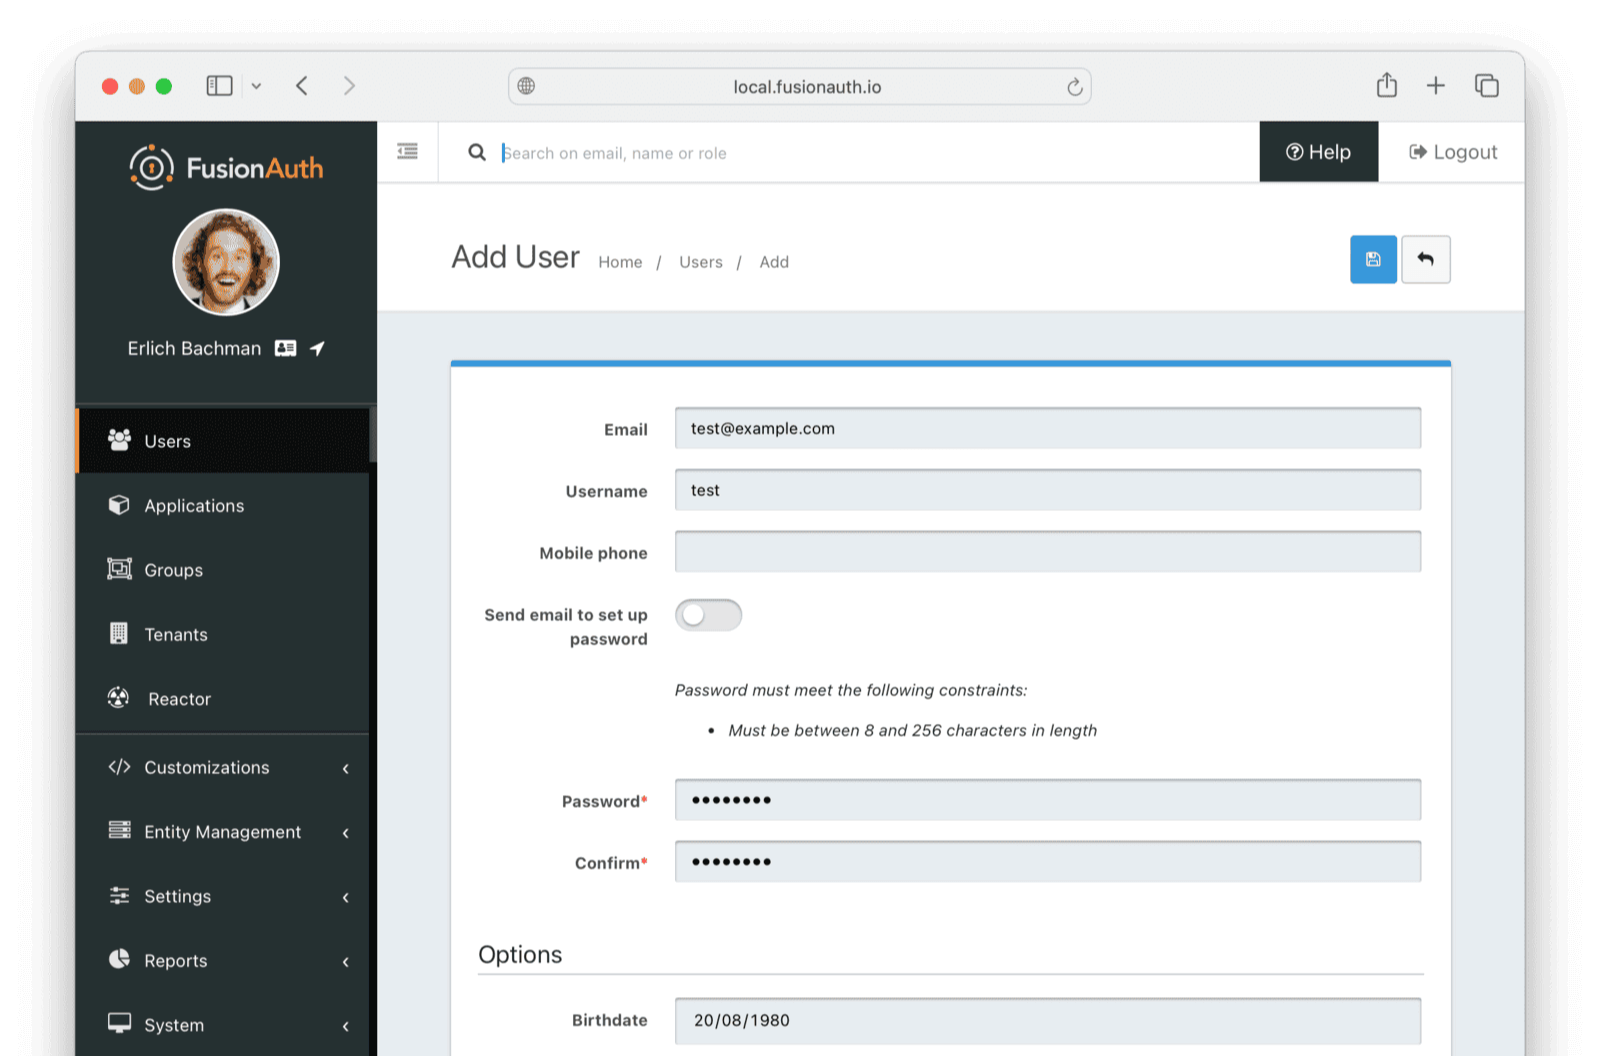 local.fusionauth.io
FusionAuth
Search on email, name or role
Help
Logout
Add User
Home / Users / Add
Erlich Bachman
Users
Applications
Groups
Tenants
Reactor
Customizations
Entity Management
Settings
Reports
System
Email
test@example.com
Username
test
Mobile phone
Send email to set up
password
Password must meet the following constraints:
• Must be between 8 and 256 characters in length
Password*
••••••••
Confirm*
••••••••
Options
Birthdate
20/08/1980